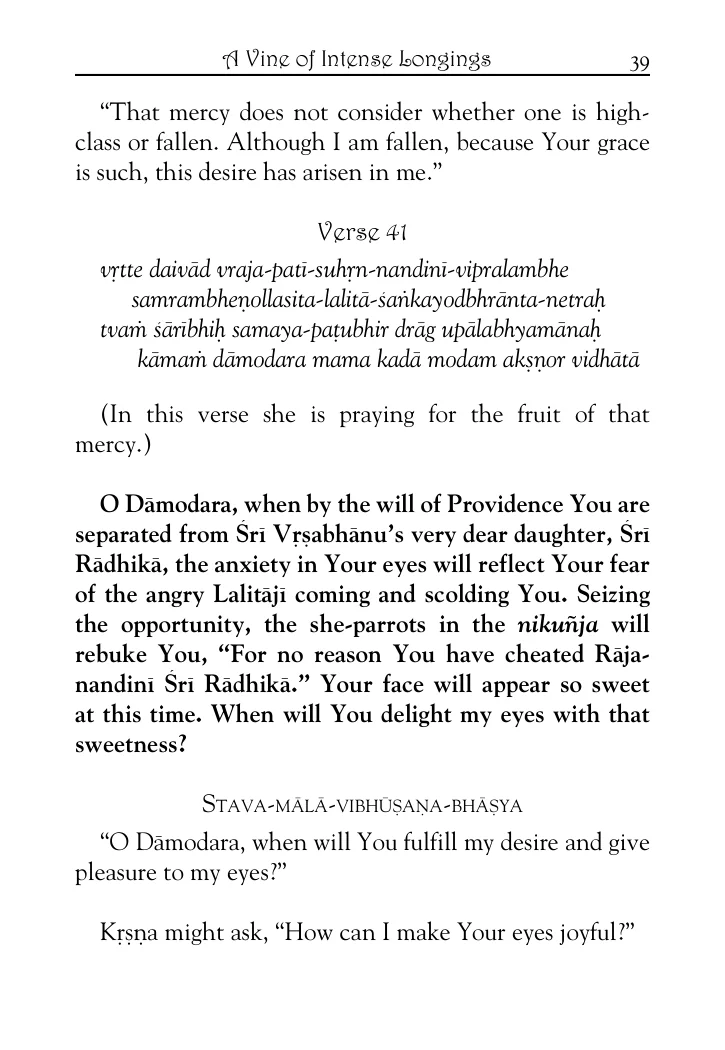 A Vine of Intense Longings 39
“That mercy does not consider whether one is high-
class or fallen. Although I am fallen, because Your grace
is such, this desire has arisen in me.”
Verse 41
vṛtte daivād vraja-patī-suhṛn-nandinī-vipralambhe
samrambheṇollasita-lalitā-śaṅkayodbhrānta-netraḥ
tvaṁ śārībhiḥ samaya-paṭubhir drāg upālabhyamānaḥ
kāmaṁ dāmodara mama kadā modam akṣṇor vidhātā
(In this verse she is praying for the fruit of that
mercy.)
O Dāmodara, when by the will of Providence You are
separated from Śrī Vṛṣabhānu’s very dear daughter, Śrī
Rādhikā, the anxiety in Your eyes will reflect Your fear
of the angry Lalitājī coming and scolding You. Seizing
the opportunity, the she-parrots in the nikuñja will
rebuke You, “For no reason You have cheated Rāja-
nandinī Śrī Rādhikā.” Your face will appear so sweet
at this time. When will You delight my eyes with that
sweetness?
Stava-mālā-vibhūṣaṇa-bhāṣya
“O Dāmodara, when will You fulfill my desire and give
pleasure to my eyes?”
Kṛṣṇa might ask, “How can I make Your eyes joyful?”